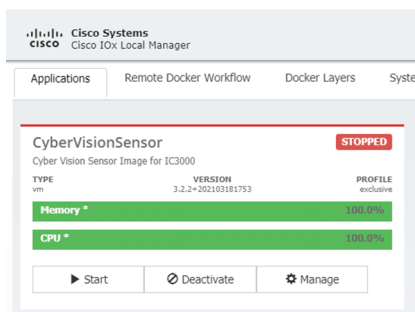 Cisco Systems
CISCO Cisco IOx Local Manager
Applications Remote Docker Workflow Docker Layers Syste
CyberVisionSensor STOPPED
Cyber Vision Sensor Image for IC3000
TYPE VERSION PROFILE
vm 3.2.2+202103181753 exclusive
Memory * 100.0%
CPU * 100.0%
Start Deactivate Manage